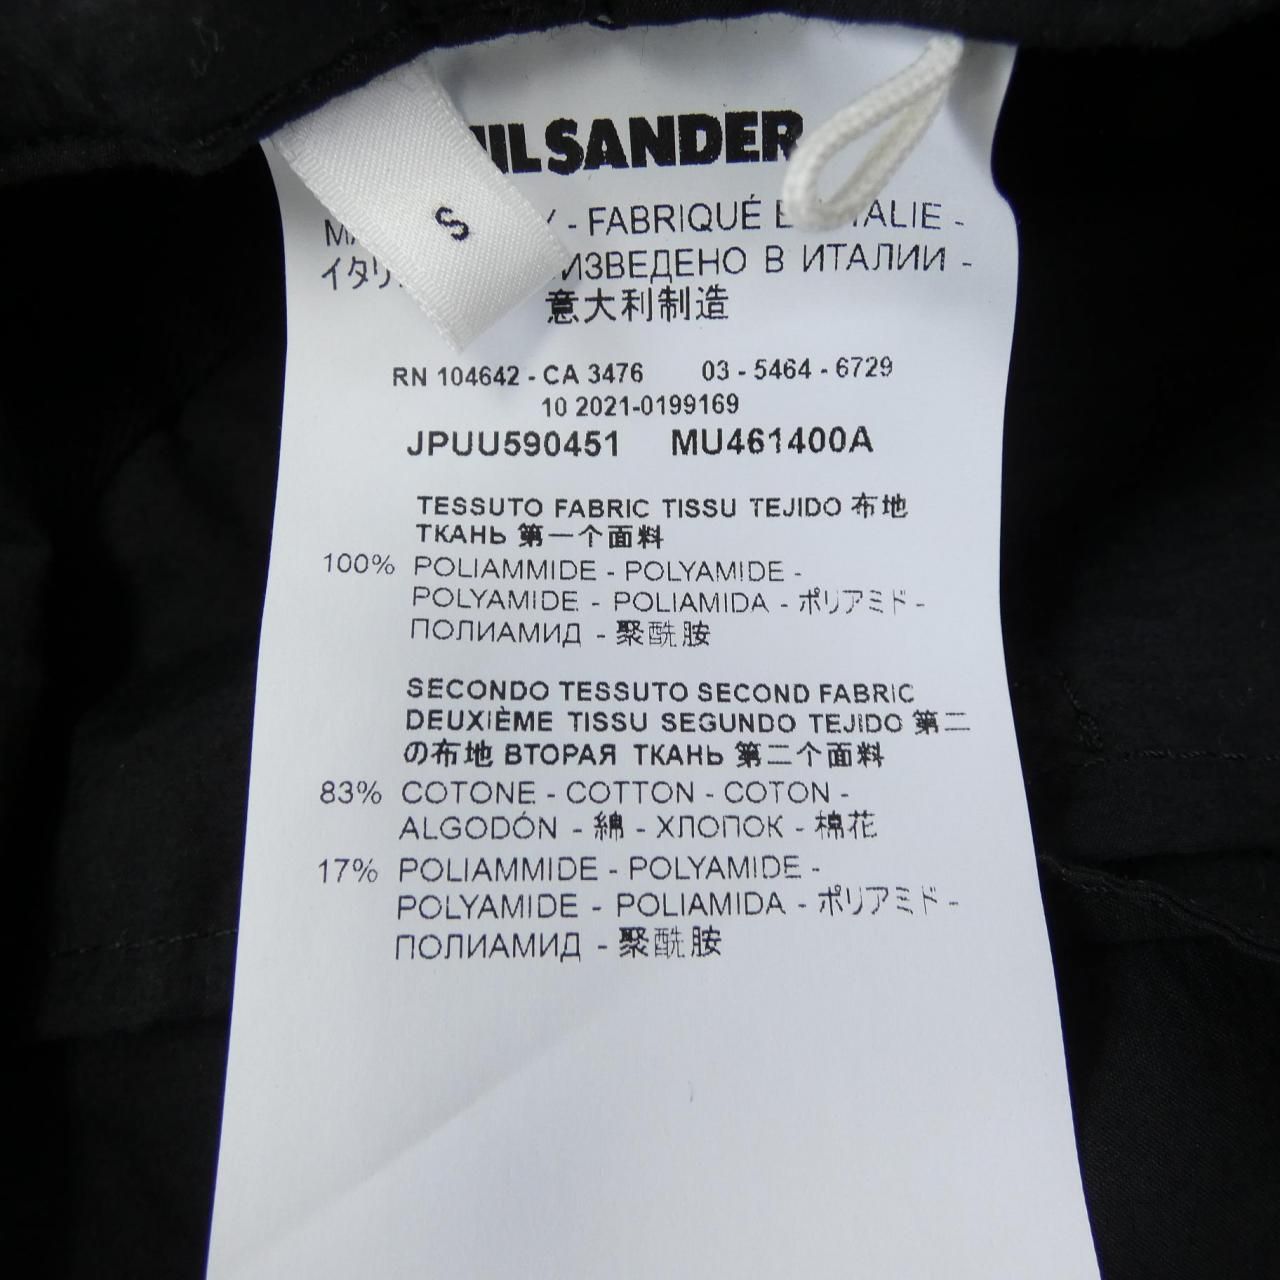 SANDER
S
- FABRIQUÉ
В ИТАЛИИ -
意大利制造
RN 104642 - CA 3476 03 - 5464 - 6729
10 2021-0199169
JPUU590451 MU461400A
TESSUTO FABRIC TISSU TEJIDO 布地
ТКАНЬ 第一个面料
100% POLIAMMIDE - POLYAMIDE -
POLYAMIDE - POLIAMIDA - ポリアミド -
ПОЛИАМИД - 聚酰胺
SECONDO TESSUTO SECOND FABRIC
DEUXIÈME TISSU SEGUNDO TEJIDO 第二
の布地 ВТОРАЯ ТКАНЬ 第二个面料
83% COTONE - COTTON - COTON -
ALGODÓN - 綿 - ХЛОПОК - 棉花
17% POLIAMMIDE - POLYAMIDE -
POLYAMIDE - POLIAMIDA - ポリアミド -
ПОЛИАМИД - 聚酰胺